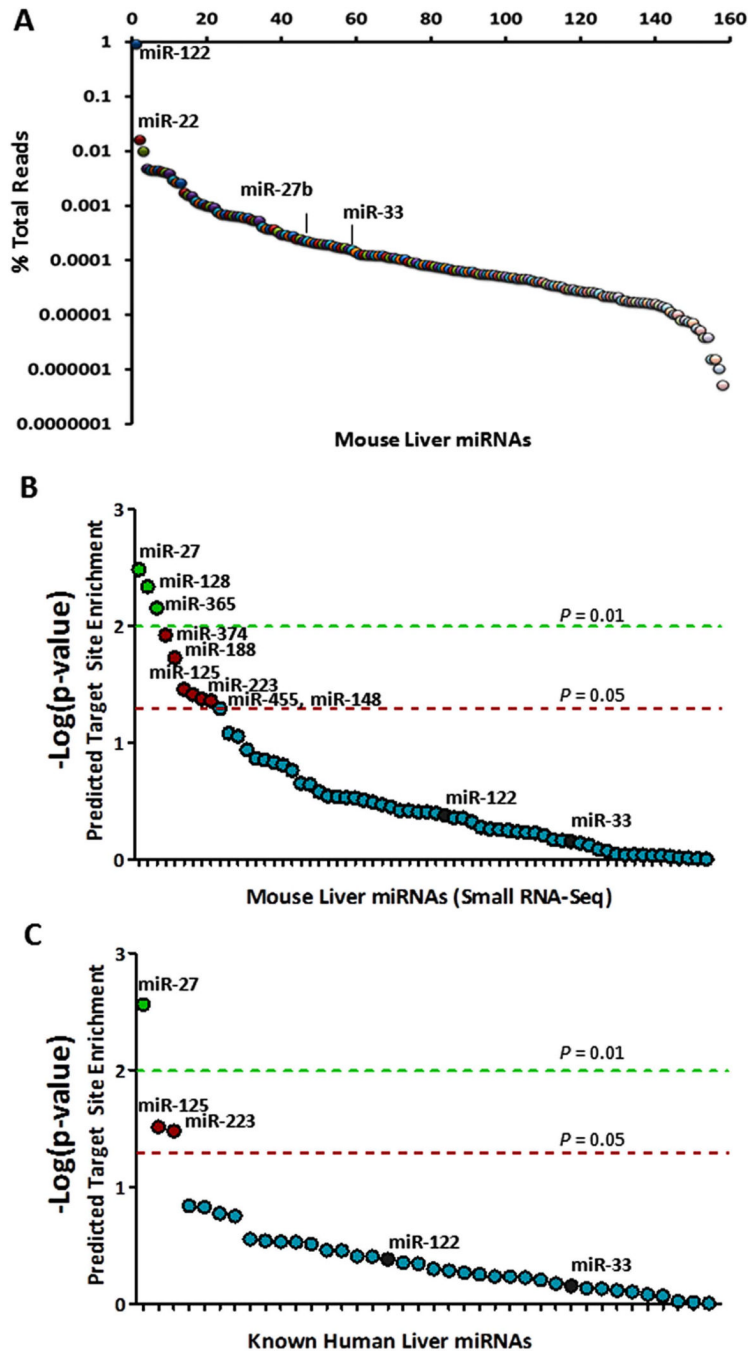 A
0 20 40 60 80 100 120 140 160
1
miR-122
0.1
miR-22
0.01
miR-27b
miR-33
0.001
0.0001
0.00001
0.000001
0.0000001
% Total Reads
Mouse Liver miRNAs
B
3
miR-27
miR-128
miR-365
P = 0.01
2
miR-374
miR-188
miR-125
miR-223
P = 0.05
miR-455, miR-148
1
miR-122
miR-33
0
-Log(p-value)
Predicted Target Site Enrichment
Mouse Liver miRNAs (Small RNA-Seq)
C
3
miR-27
P = 0.01
2
miR-125
miR-223
P = 0.05
1
miR-122
miR-33
0
-Log(p-value)
Predicted Target Site Enrichment
Known Human Liver miRNAs